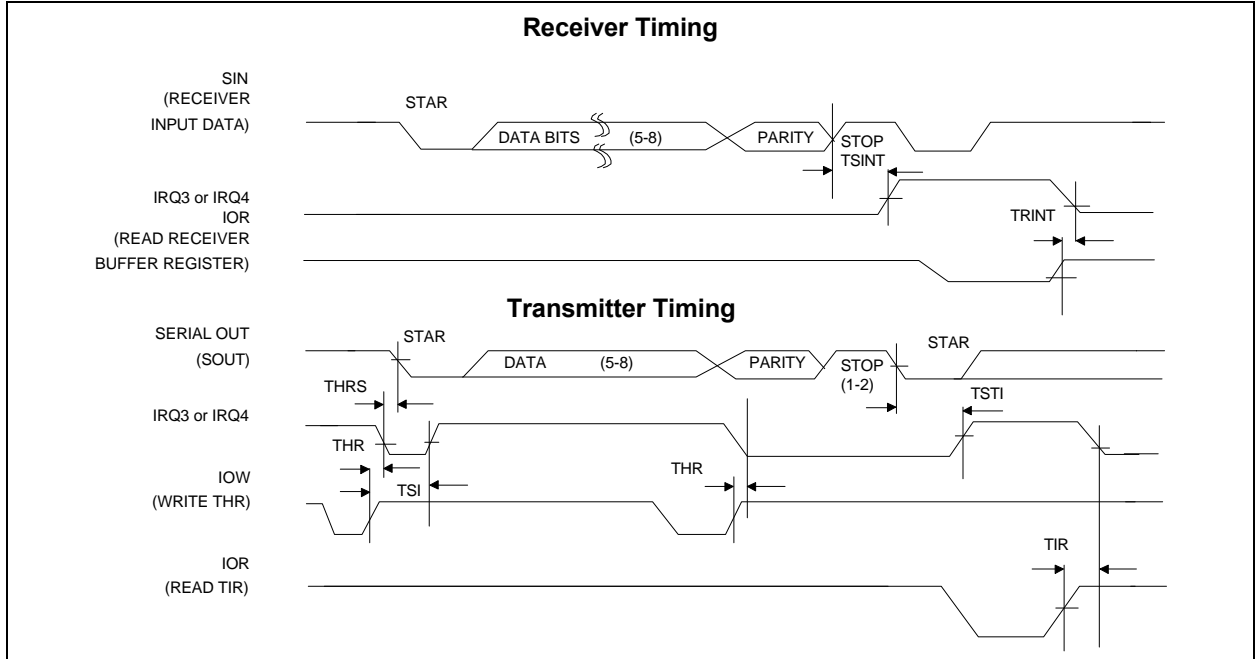 Receiver Timing
SIN
(RECEIVER
INPUT DATA)
STAR
DATA BITS (5-8)
PARITY
STOP
TSINT
IRQ3 or IRQ4
IOR
(READ RECEIVER
BUFFER REGISTER)
TRINT
Transmitter Timing
SERIAL OUT
(SOUT)
STAR
DATA (5-8)
PARITY
STOP
(1-2)
STAR
THRS
TSTI
IRQ3 or IRQ4
THR
THR
IOW
(WRITE THR)
TSI
IOR
(READ TIR)
TIR